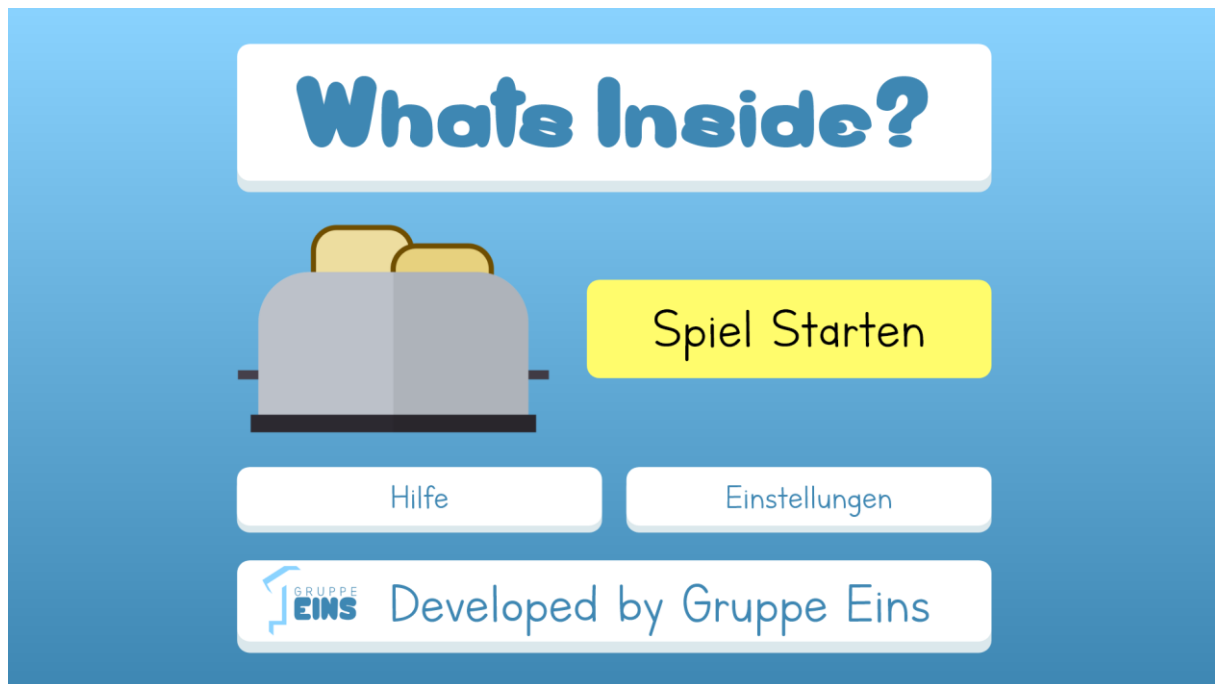 Whats Inside?
Spiel Starten
Hilfe
Einstellungen
GRUPPE
EINS
Developed by Gruppe Eins